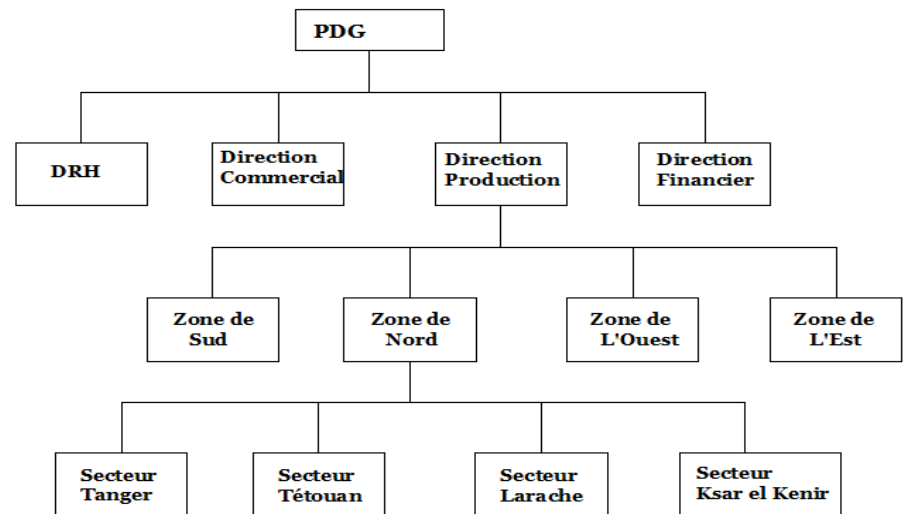 PDG
DRH
Direction
Commercial
Direction
Production
Direction
Financier
Zone de
Sud
Zone de
Nord
Zone de
L'Ouest
Zone de
L'Est
Secteur
Tanger
Secteur
Tétouan
Secteur
Larache
Secteur
Ksar el Kenir